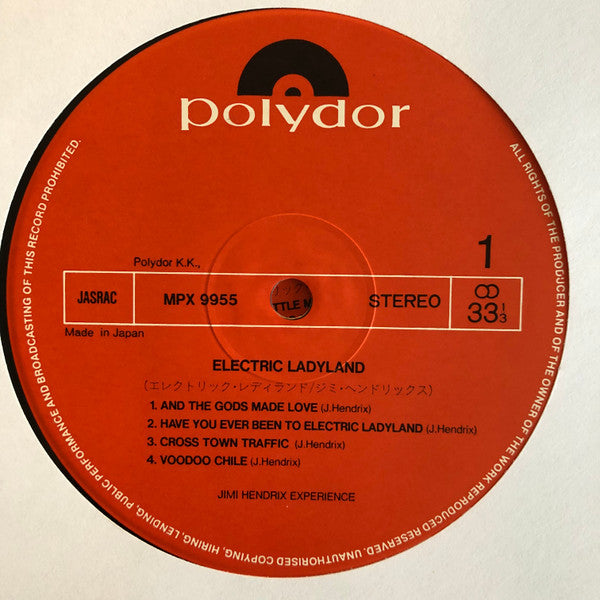 polydor
ALL RIGHTS OF THE PRODUCER AND OF THE OWNER OF THE WORK REPRODUCED RESERVED. UNAUTHORISED COPYING, HIRING, LENDING, PUBLIC PERFORMANCE AND BROADCASTING OF THIS RECORD PROHIBITED.
1
Polydor K.K.,
JASRAC MPX 9955 TTLE M STEREO 33 1/3
Made in Japan
ELECTRIC LADYLAND
(エレクトリック・レディランド/ジミ・ヘンドリックス)
1. AND THE GODS MADE LOVE (J.Hendrix)
2. HAVE YOU EVER BEEN TO ELECTRIC LADYLAND (J.Hendrix)
3. CROSS TOWN TRAFFIC (J.Hendrix)
4. VOODOO CHILE (J.Hendrix)
JIMI HENDRIX EXPERIENCE